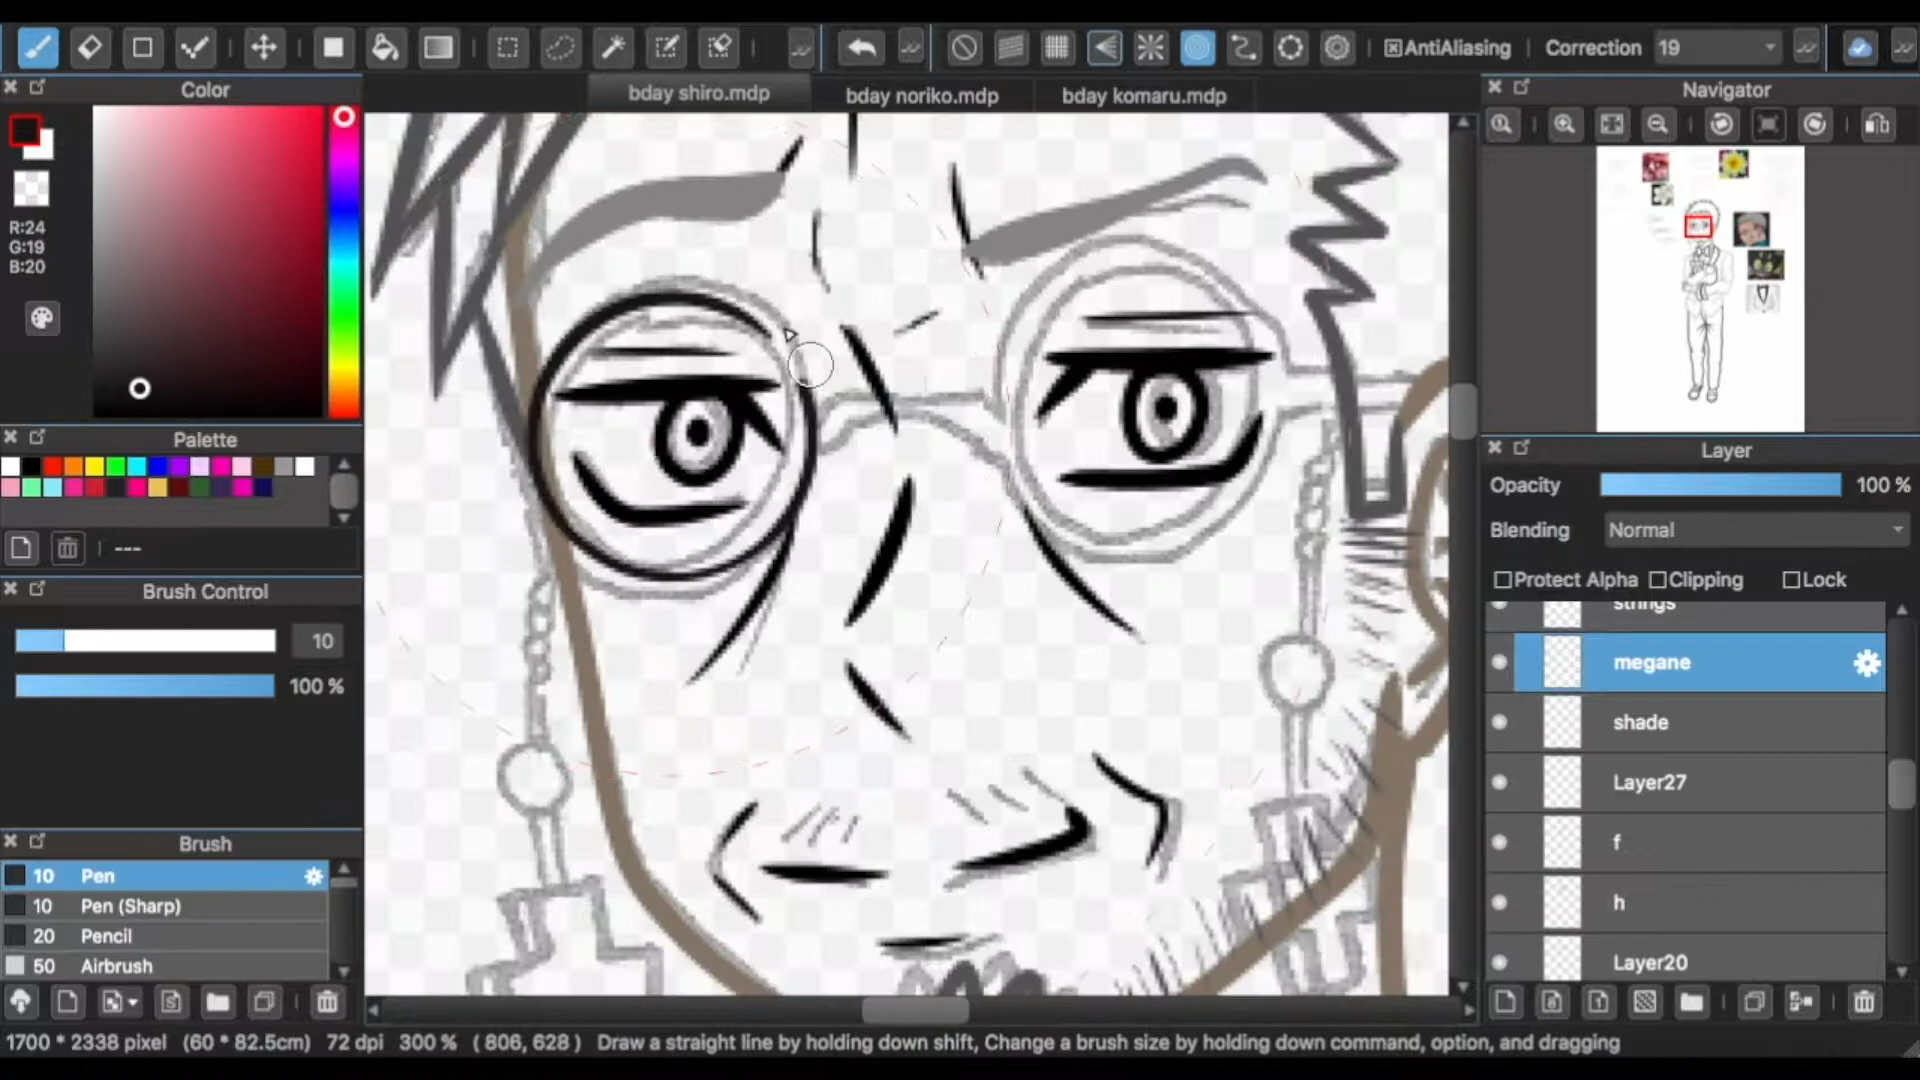 AntiAliasing
Correction 19
Color
bday shiro.mdp
bday noriko.mdp
bday komaru.mdp
Navigator
R:24
G:19
B:20
Palette
---
Brush Control
10
100 %
Brush
10 Pen
10 Pen (Sharp)
20 Pencil
50 Airbrush
Layer
Opacity 100 %
Blending Normal
Protect Alpha Clipping Lock
strings
megane
shade
Layer27
f
h
Layer20
1700 * 2338 pixel (60 * 82.5cm) 72 dpi 300 % ( 806, 628 ) Draw a straight line by holding down shift, Change a brush size by holding down command, option, and dragging